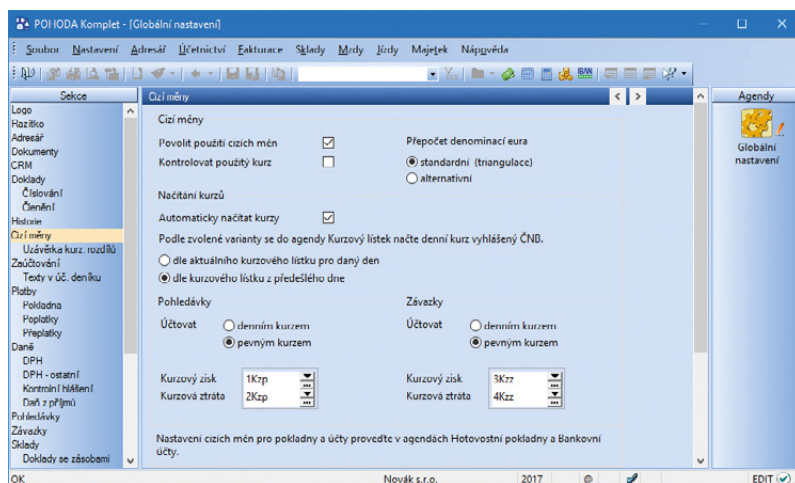 POHODA Komplet - [Globální nastavení]
Soubor Nastavení Adresář Účetnictví Fakturace Sklady Mzdy Jízdy Majetek Nápověda
IBAN
Sekce
Logo
Razítko
Adresář
Dokumenty
CRM
Doklady
Číslování
Členění
Historie
Cizí měny
Uzávěrka kurz. rozdílů
Zaúčtování
Texty v úč. deníku
Platby
Pokladna
Poplatky
Přeplatky
Daně
DPH
DPH - ostatní
Kontrolní hlášení
Daň z příjmů
Pohledávky
Závazky
Sklady
Doklady se zásobami
Cizí měny
Cizí měny
Povolit použití cizích měn
Kontrolovat použitý kurz
Přepočet denominací eura
standardní (triangulace)
alternativní
Načítání kurzů
Automaticky načítat kurzy
Podle zvolené varianty se do agendy Kurzový lístek načte denní kurz vyhlášený ČNB.
dle aktuálního kurzového lístku pro daný den
dle kurzového lístku z předešlého dne
Pohledávky
Účtovat
denním kurzem
pevným kurzem
Kurzový zisk 1Kzp
Kurzová ztráta 2Kzp
Závazky
Účtovat
denním kurzem
pevným kurzem
Kurzový zisk 3Kzz
Kurzová ztráta 4Kzz
Nastavení cizích měn pro pokladny a účty proveďte v agendách Hotovostní pokladny a Bankovní
účty.
Agendy
Globální
nastavení
OK Novák s.r.o. 2017 @ EDIT